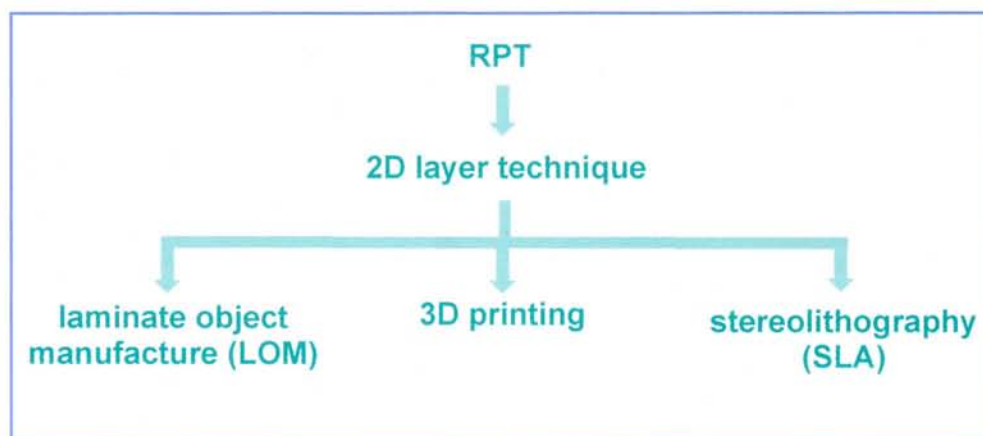 RPT
2D layer technique
laminate object
manufacture (LOM)
3D printing
stereolithography
(SLA)